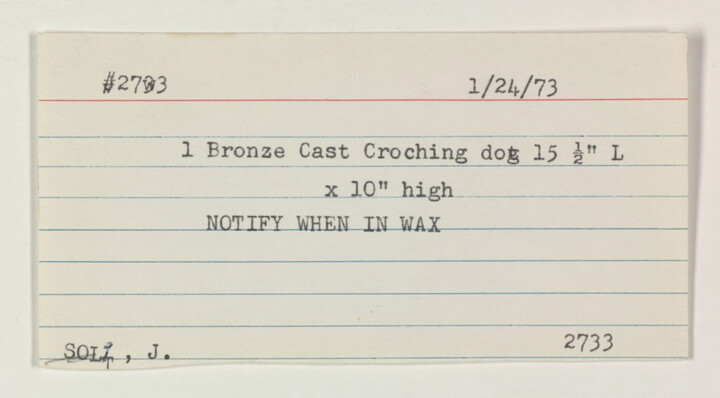 #2733 1/24/73
1 Bronze Cast Croching dog 15 ½" L
x 10" high
NOTIFY WHEN IN WAX
2733
, J.